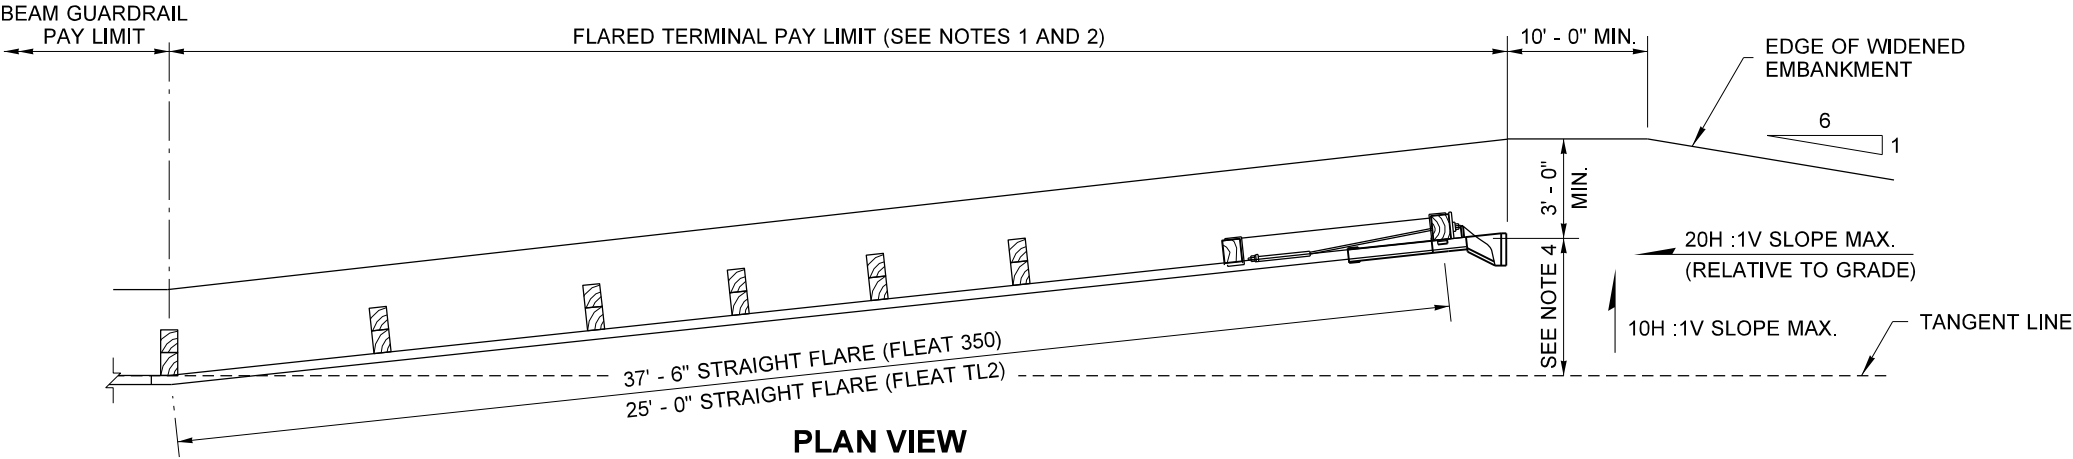 BEAM GUARDRAIL
PAY LIMIT
FLARED TERMINAL PAY LIMIT (SEE NOTES 1 AND 2)
10' - 0" MIN.
EDGE OF WIDENED
EMBANKMENT
6
1
3' - 0"
MIN.
SEE NOTE 4
20H :1V SLOPE MAX.
(RELATIVE TO GRADE)
10H :1V SLOPE MAX.
TANGENT LINE
37' - 6" STRAIGHT FLARE (FLEAT 350)
25' - 0" STRAIGHT FLARE (FLEAT TL2)
PLAN VIEW